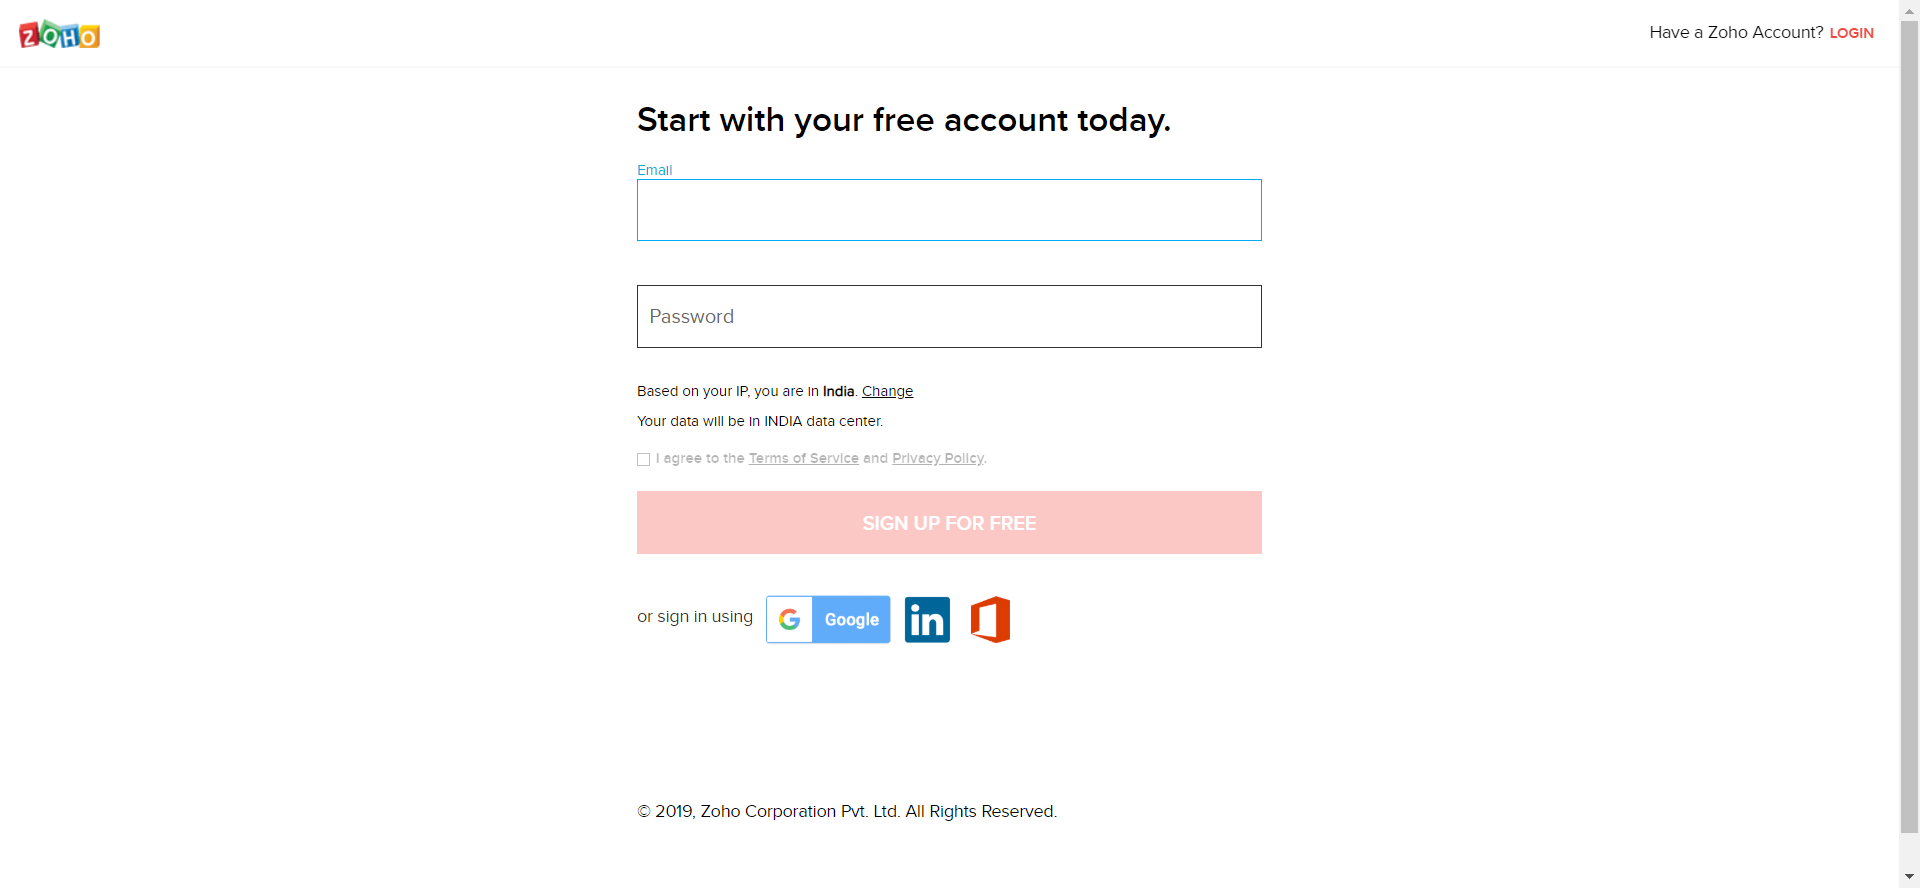 ZOHO
Have a Zoho Account? LOGIN
Start with your free account today.
Email
Password
Based on your IP, you are in India. Change
Your data will be in INDIA data center.
I agree to the Terms of Service and Privacy Policy.
SIGN UP FOR FREE
or sign in using G Google in
© 2019, Zoho Corporation Pvt. Ltd. All Rights Reserved.